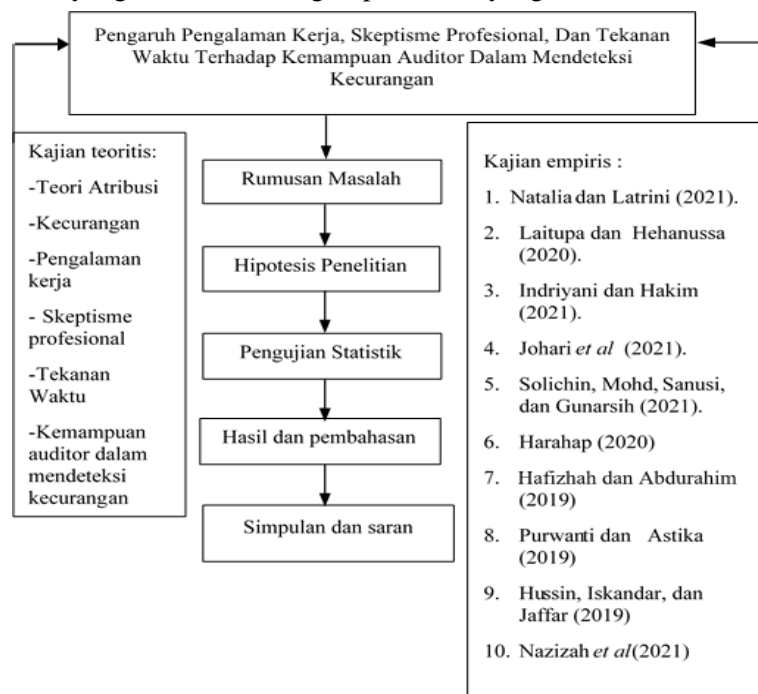 Pengaruh Pengalaman Kerja, Skeptisme Profesional, Dan Tekanan
Waktu Terhadap Kemampuan Auditor Dalam Mendeteksi
Kecurangan
Kajian teoritis:
-Teori Atribusi
-Kecurangan
-Pengalaman
kerja
- Skeptisme
profesional
-Tekanan
Waktu
-Kemampuan
auditor dalam
mendeteksi
kecurangan
Rumusan Masalah
Hipotesis Penelitian
Pengujian Statistik
Hasil dan pembahasan
Simpulan dan saran
Kajian empiris :
1. Natalia dan Latrini (2021).
2. Laitupa dan Hehanussa
(2020).
3. Indriyani dan Hakim
(2021).
4. Johari et al (2021).
5. Solichin, Mohd, Sanusi,
dan Gunarsih (2021).
6. Harahap (2020)
7. Hafizhah dan Abdurahim
(2019)
8. Purwanti dan Astika
(2019)
9. Hussin, Iskandar, dan
Jaffar (2019)
10. Nazizah et al(2021)